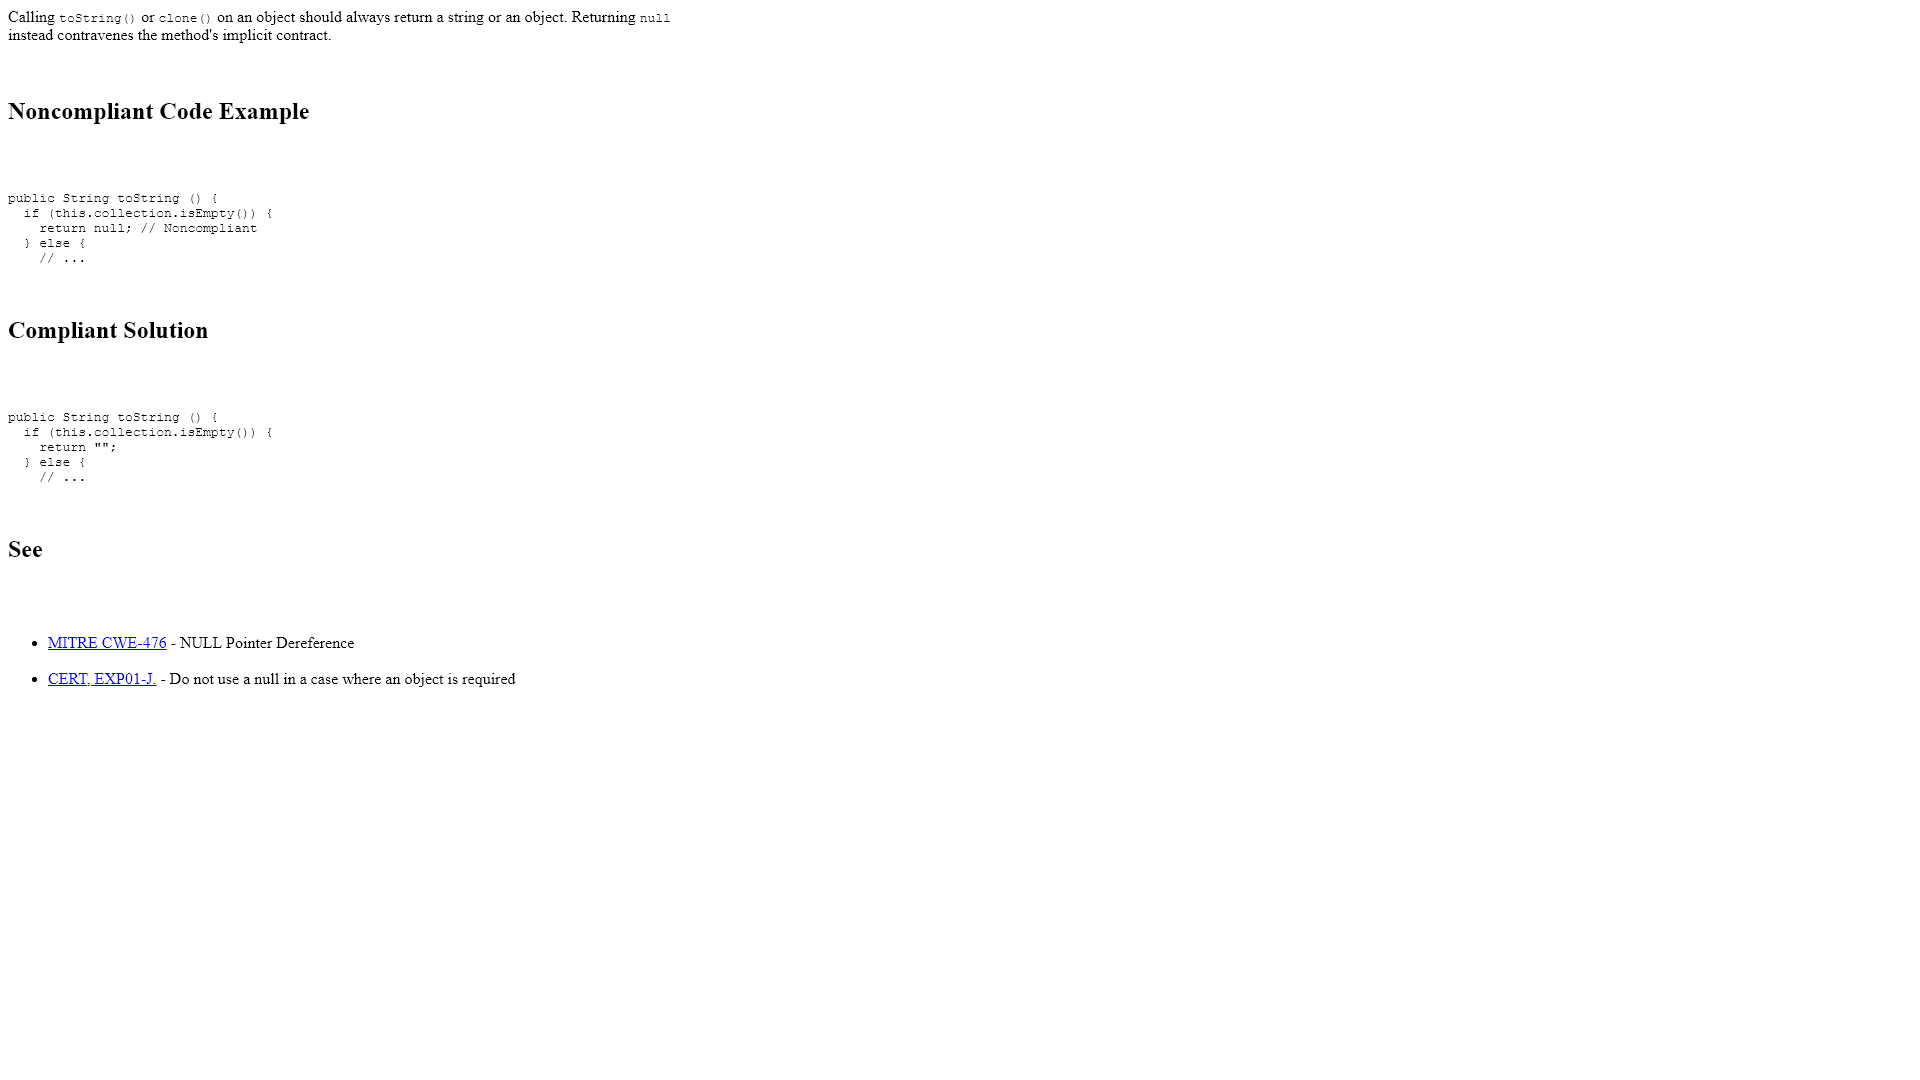 Calling toString() or clone() on an object should always return a string or an object. Returning null
instead contravenes the method's implicit contract.
Noncompliant Code Example
public String toString () {
  if (this.collection.isEmpty()) {
    return null; // Noncompliant
  } else {
    // ...
Compliant Solution
public String toString () {
  if (this.collection.isEmpty()) {
    return "";
  } else {
    // ...
See
• MITRE CWE-476 - NULL Pointer Dereference
• CERT, EXP01-J. - Do not use a null in a case where an object is required